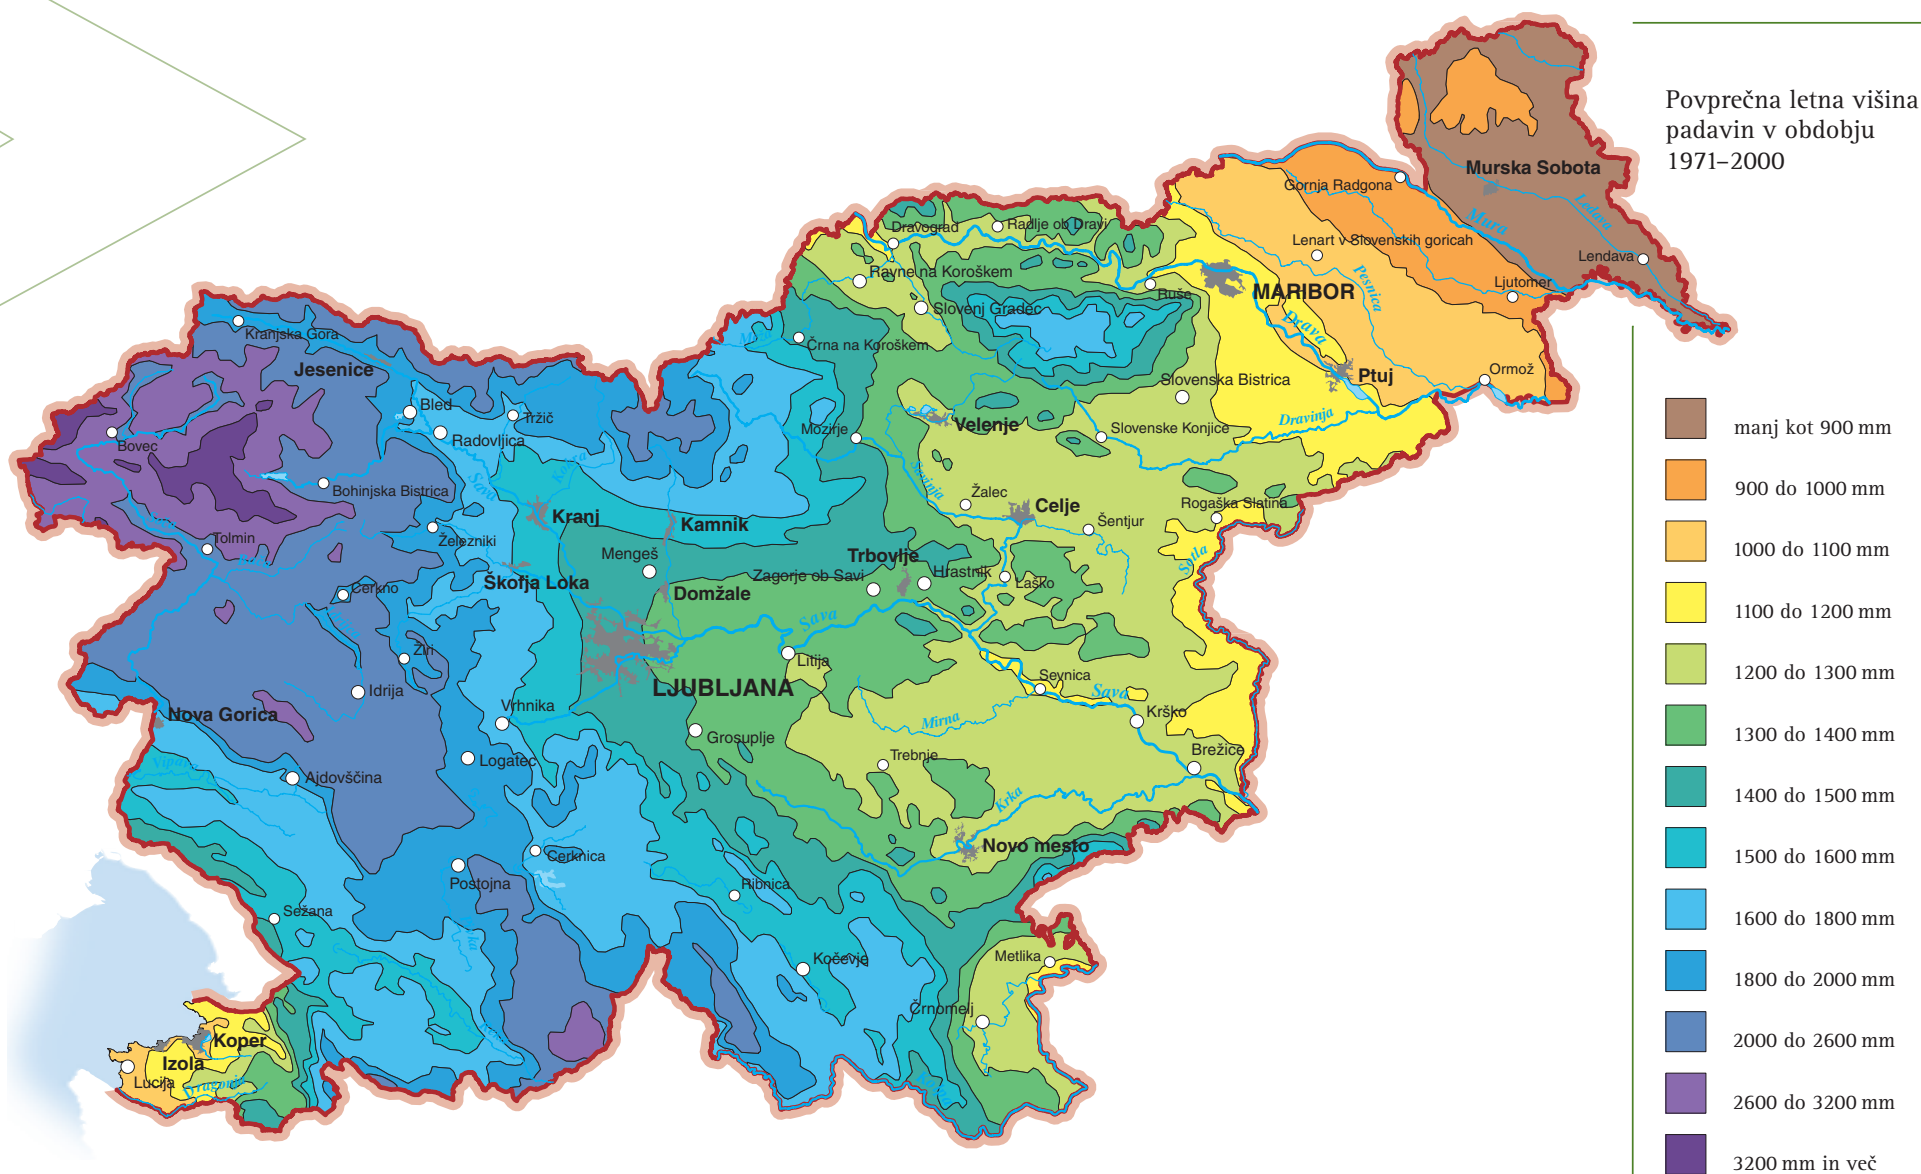 Povprečna letna višina
padavin v obdobju
1971–2000
manj kot 900 mm
900 do 1000 mm
1000 do 1100 mm
1100 do 1200 mm
1200 do 1300 mm
1300 do 1400 mm
1400 do 1500 mm
1500 do 1600 mm
1600 do 1800 mm
1800 do 2000 mm
2000 do 2600 mm
2600 do 3200 mm
3200 mm in več
Murska Sobota
Gornja Radgona
Ledava
Mura
Lenart v Slovenskih goricah
Lendava
Pesnica
Ljutomer
Dravograd
Radlje ob Dravi
Ravne na Koroškem
Ruše
MARIBOR
Slovenj Gradec
Drava
Kranjska Gora
Črna na Koroškem
Jesenice
Ormož
Ptuj
Slovenska Bistrica
Bled
Tržič
Dravinja
Velenje
Slovenske Konjice
Mozirje
Radovljica
Bovec
Kokra
Savinja
Sava
Bohinjska Bistrica
Žalec
Rogaška Slatina
Celje
Kranj
Kamnik
Šentjur
Tolmin
Železniki
Mengeš
Trbovlje
Sotla
Zagorje ob Savi
Hrastnik
Laško
Škofja Loka
Cerkno
Domžale
Sava
Žiri
Litija
Idrija
LJUBLJANA
Sevnica
Sava
Vrhnika
Nova Gorica
Mirna
Krško
Grosuplje
Brežice
Logatec
Vipava
Trebnje
Ajdovščina
Krka
Novo mesto
Cerknica
Postojna
Ribnica
Sežana
Metlika
Kočevje
Črnomelj
Koper
Izola
Lucija
Dragonja
Kolpa